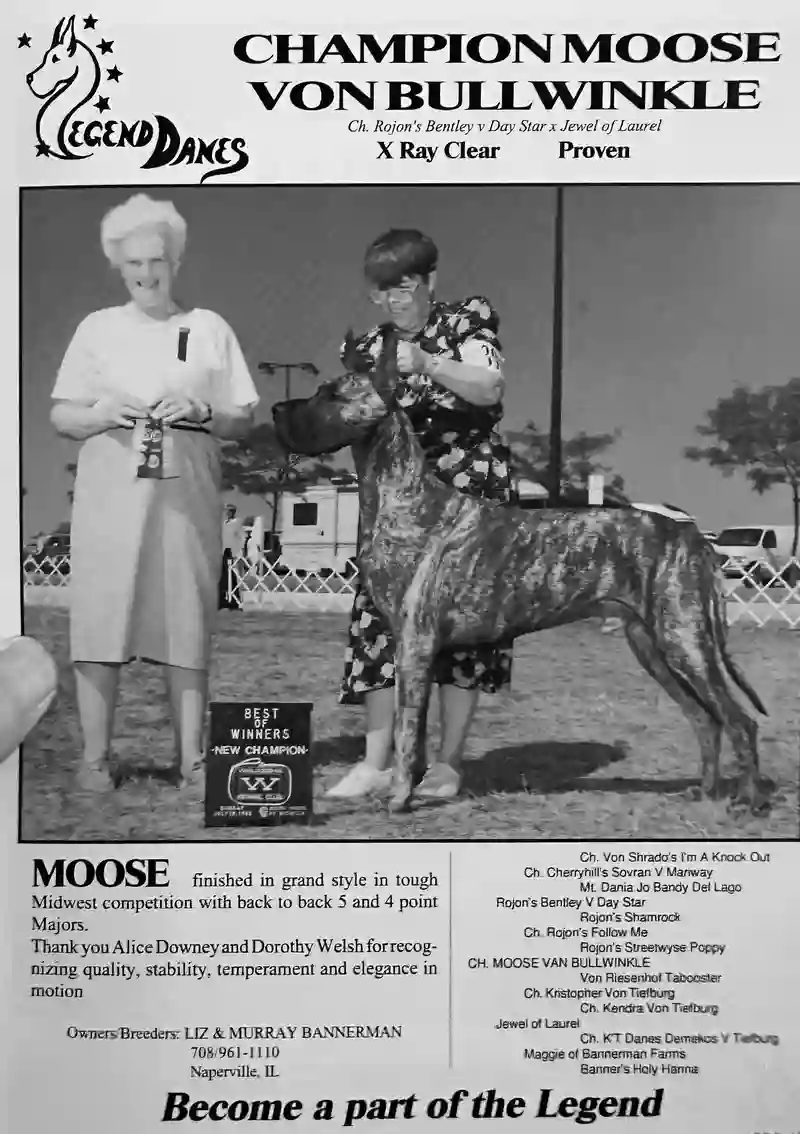 LEGEND DANES
CHAMPION MOOSE
VON BULLWINKLE
Ch. Rojon's Bentley v Day Star x Jewel of Laurel
X Ray Clear Proven
BEST
OF
WINNERS
·NEW CHAMPION·
W
KENNEL CLUB
SUNDAY
MOOSE finished in grand style in tough
Midwest competition with back to back 5 and 4 point
Majors.
Thank you Alice Downey and Dorothy Welsh for recog-
nizing quality, stability, temperament and elegance in
motion
Owners/Breeders: LIZ & MURRAY BANNERMAN
708/961-1110
Naperville, IL
Ch. Von Shrado's I'm A Knock Out
Ch. Cherryhill's Sovran V Mariway
Mt. Dania Jo Bandy Del Lago
Rojon's Bentley V Day Star
Rojon's Shamrock
Ch. Rojon's Follow Me
Rojon's Streetwyse Poppy
CH. MOOSE VAN BULLWINKLE
Von Riesenhof Tabooster
Ch. Kristopher Von Tiefburg
Ch. Kendra Von Tiefburg
Jewel of Laurel
Ch. K'T Danes Demekos V Tiefburg
Maggie of Bannerman Farms
Banner's Holy Hanna
Become a part of the Legend